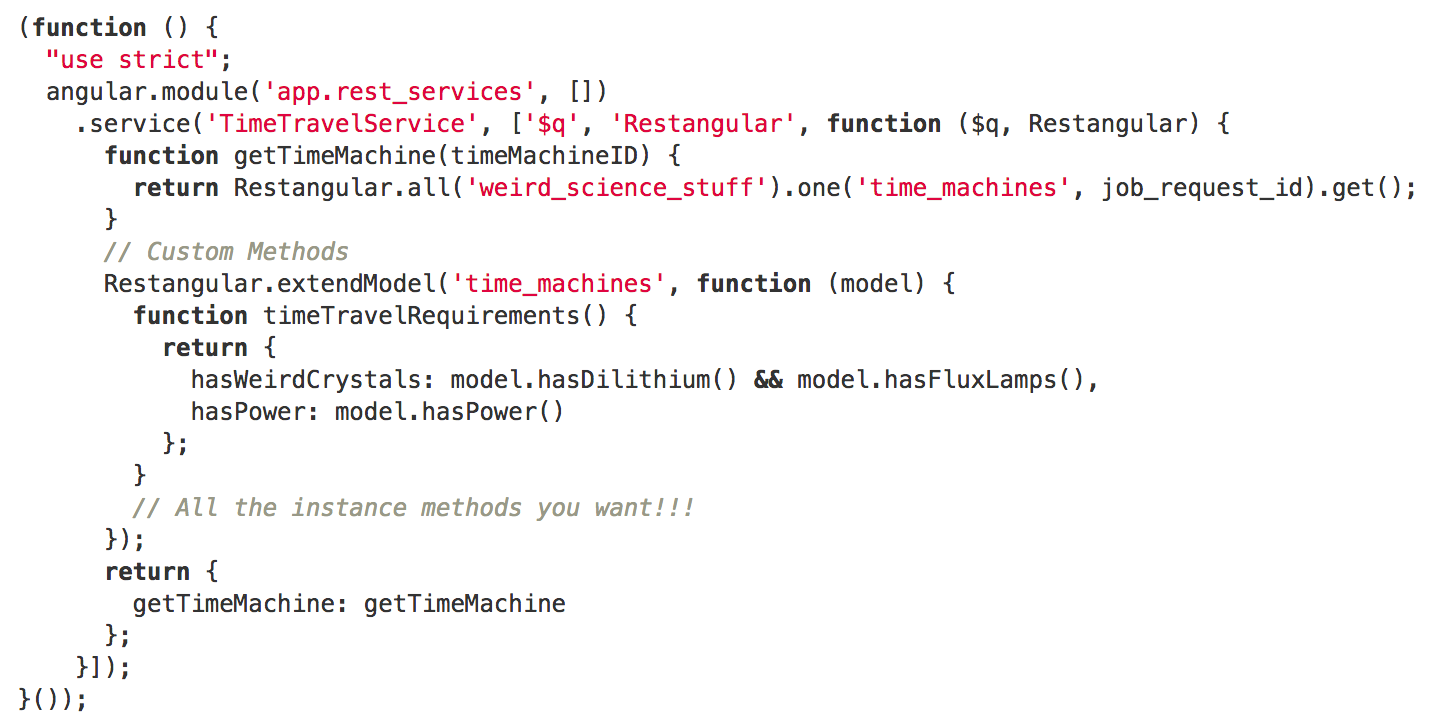 (function () {
  "use strict";
  angular.module('app.rest_services', [])
    .service('TimeTravelService', ['$q', 'Restangular', function ($q, Restangular) {
      function getTimeMachine(timeMachineID) {
        return Restangular.all('weird_science_stuff').one('time_machines', job_request_id).get();
      }
      // Custom Methods
      Restangular.extendModel('time_machines', function (model) {
        function timeTravelRequirements() {
          return {
            hasWeirdCrystals: model.hasDilithium() && model.hasFluxLamps(),
            hasPower: model.hasPower()
          };
        }
        // All the instance methods you want!!!
      });
      return {
        getTimeMachine: getTimeMachine
      };
    }]);
}());